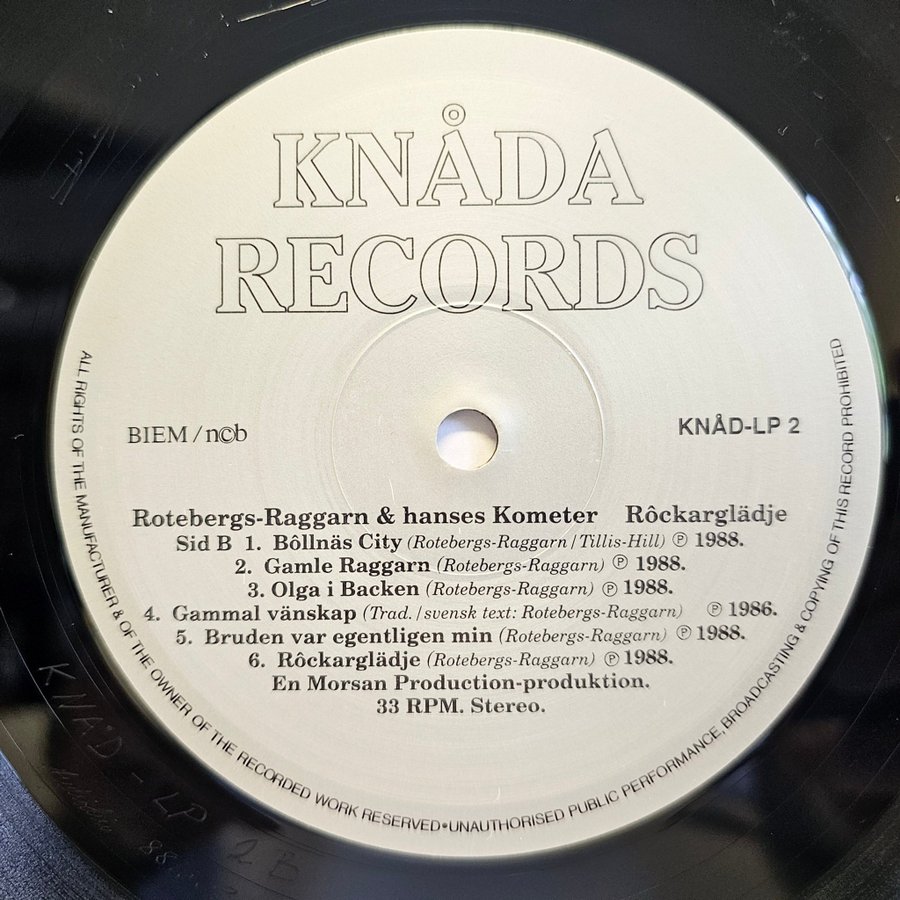 KNÅDA
RECORDS
BIEM / n©b
KNÅD-LP 2
Rotebergs-Raggarn & hanses Kometer Rôckarglädje
Sid B 1. Bôllnäs City (Rotebergs-Raggarn / Tillis-Hill) ℗ 1988.
2. Gamle Raggarn (Rotebergs-Raggarn) ℗ 1988.
3. Olga i Backen (Rotebergs-Raggarn) ℗ 1988.
4. Gammal vänskap (Trad. / svensk text: Rotebergs-Raggarn) ℗ 1986.
5. Bruden var egentligen min (Rotebergs-Raggarn) ℗ 1988.
6. Rôckarglädje (Rotebergs-Raggarn) ℗ 1988.
En Morsan Production-produktion.
33 RPM. Stereo.
ALL RIGHTS OF THE MANUFACTURER & OF THE OWNER OF THE RECORDED WORK RESERVED•UNAUTHORISED PUBLIC PERFORMANCE, BROADCASTING & COPYING OF THIS RECORD PROHIBITED
KNÅD-LP 2 B
88